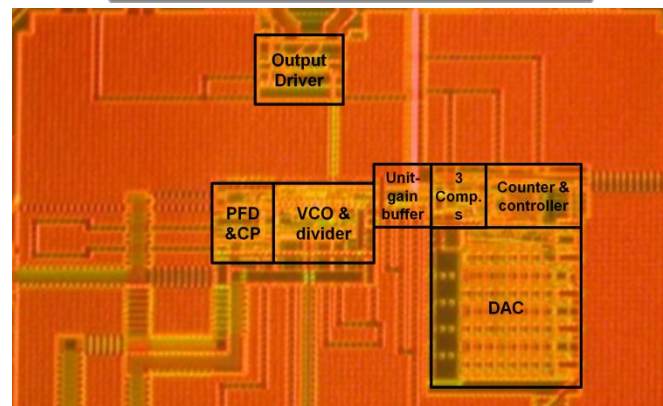 Output
Driver
PFD
&CP
VCO &
divider
Unit-
gain
buffer
3
Comp.
s
Counter &
controller
DAC